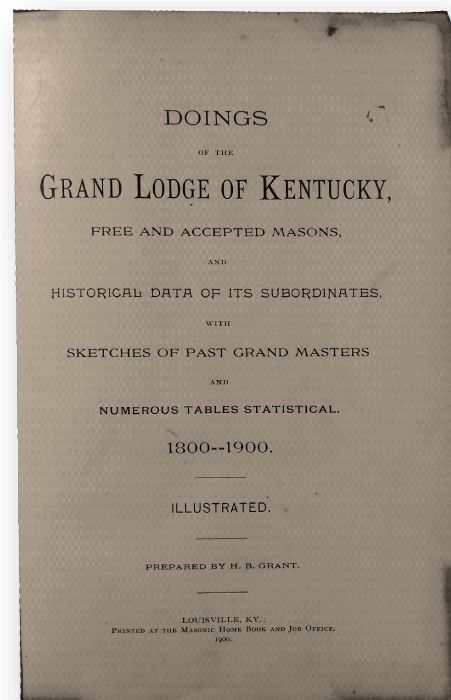 DOINGS
OF THE
GRAND LODGE OF KENTUCKY,
FREE AND ACCEPTED MASONS,
AND
HISTORICAL DATA OF ITS SUBORDINATES,
WITH
SKETCHES OF PAST GRAND MASTERS
AND
NUMEROUS TABLES STATISTICAL.
1800--1900.
ILLUSTRATED.
PREPARED BY H. B. GRANT.
LOUISVILLE, KY.:
PRINTED AT THE MASONIC HOME BOOK AND JOB OFFICE.
1900.